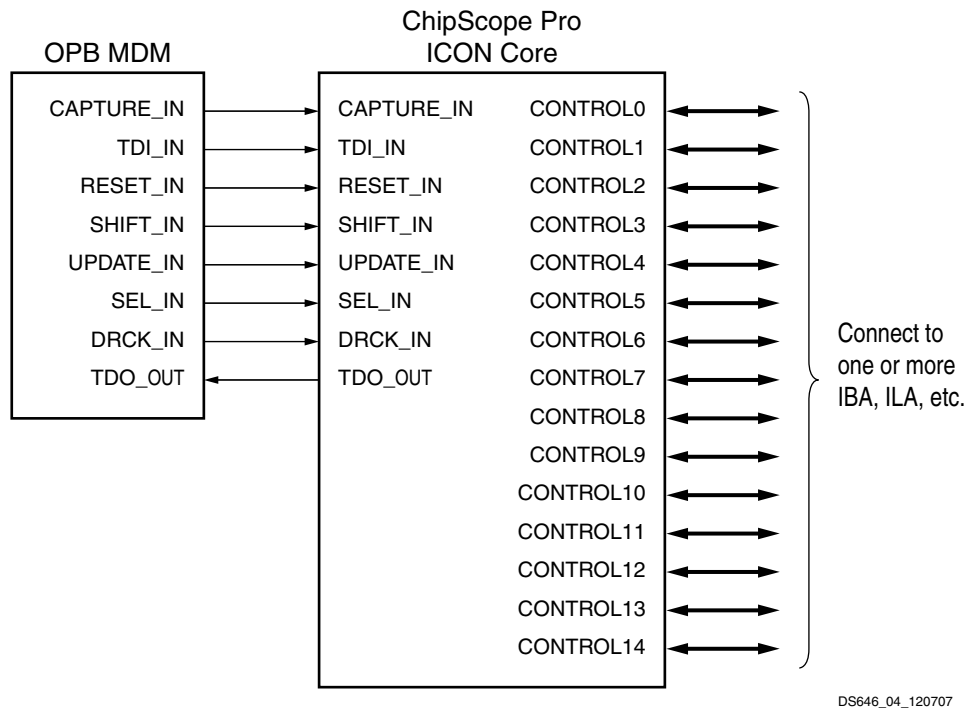 ChipScope Pro
ICON Core
OPB MDM
CAPTURE_IN
TDI_IN
RESET_IN
SHIFT_IN
UPDATE_IN
SEL_IN
DRCK_IN
TDO_OUT
CAPTURE_IN
TDI_IN
RESET_IN
SHIFT_IN
UPDATE_IN
SEL_IN
DRCK_IN
TDO_OUT
CONTROL0
CONTROL1
CONTROL2
CONTROL3
CONTROL4
CONTROL5
CONTROL6
CONTROL7
CONTROL8
CONTROL9
CONTROL10
CONTROL11
CONTROL12
CONTROL13
CONTROL14
Connect to
one or more
IBA, ILA, etc.
DS646_04_120707